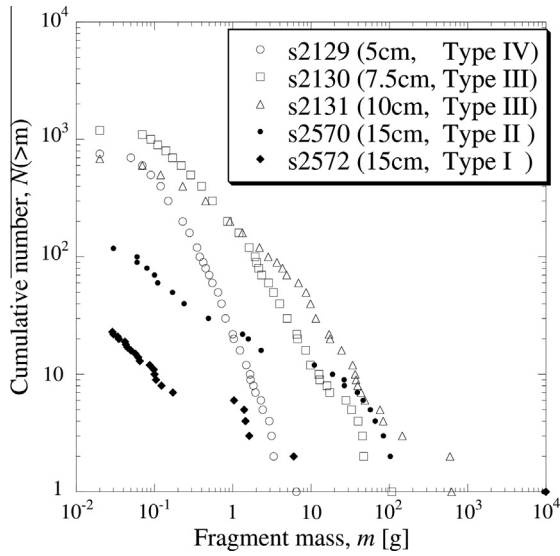 10^4
10^3
10^2
10
1
Cumulative number, N(>m)
s2129 (5cm, Type IV)
s2130 (7.5cm, Type III)
s2131 (10cm, Type III)
s2570 (15cm, Type II )
s2572 (15cm, Type I )
10^-2 10^-1 1 10^1 10^2 10^3 10^4
Fragment mass, m [g]